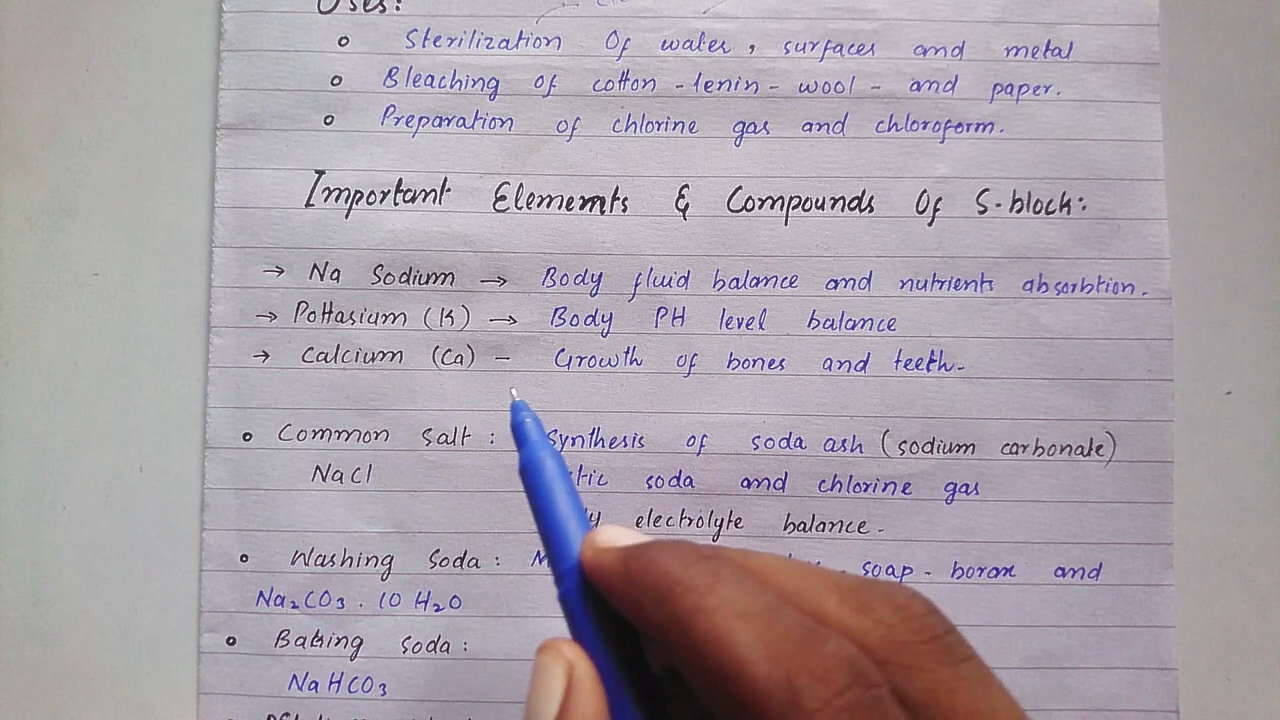 Uses:
o Sterilization Of water, surfaces and metal
o Bleaching of cotton - lenin - wool - and paper.
o Preparation of chlorine gas and chloroform.
Important Elements & Compounds Of S-block:
→ Na Sodium → Body fluid balance and nutrients absorbtion.
→ Pottasium (K) → Body PH level balance
→ Calcium (Ca) - Growth of bones and teeth-
o Common salt : synthesis of soda ash (sodium carbonate)
NaCl soda and chlorine gas
electrolyte balance-
o Washing soda : soap - borax and
Na₂CO₃ . 10 H₂O
o Baking soda :
NaHCO₃